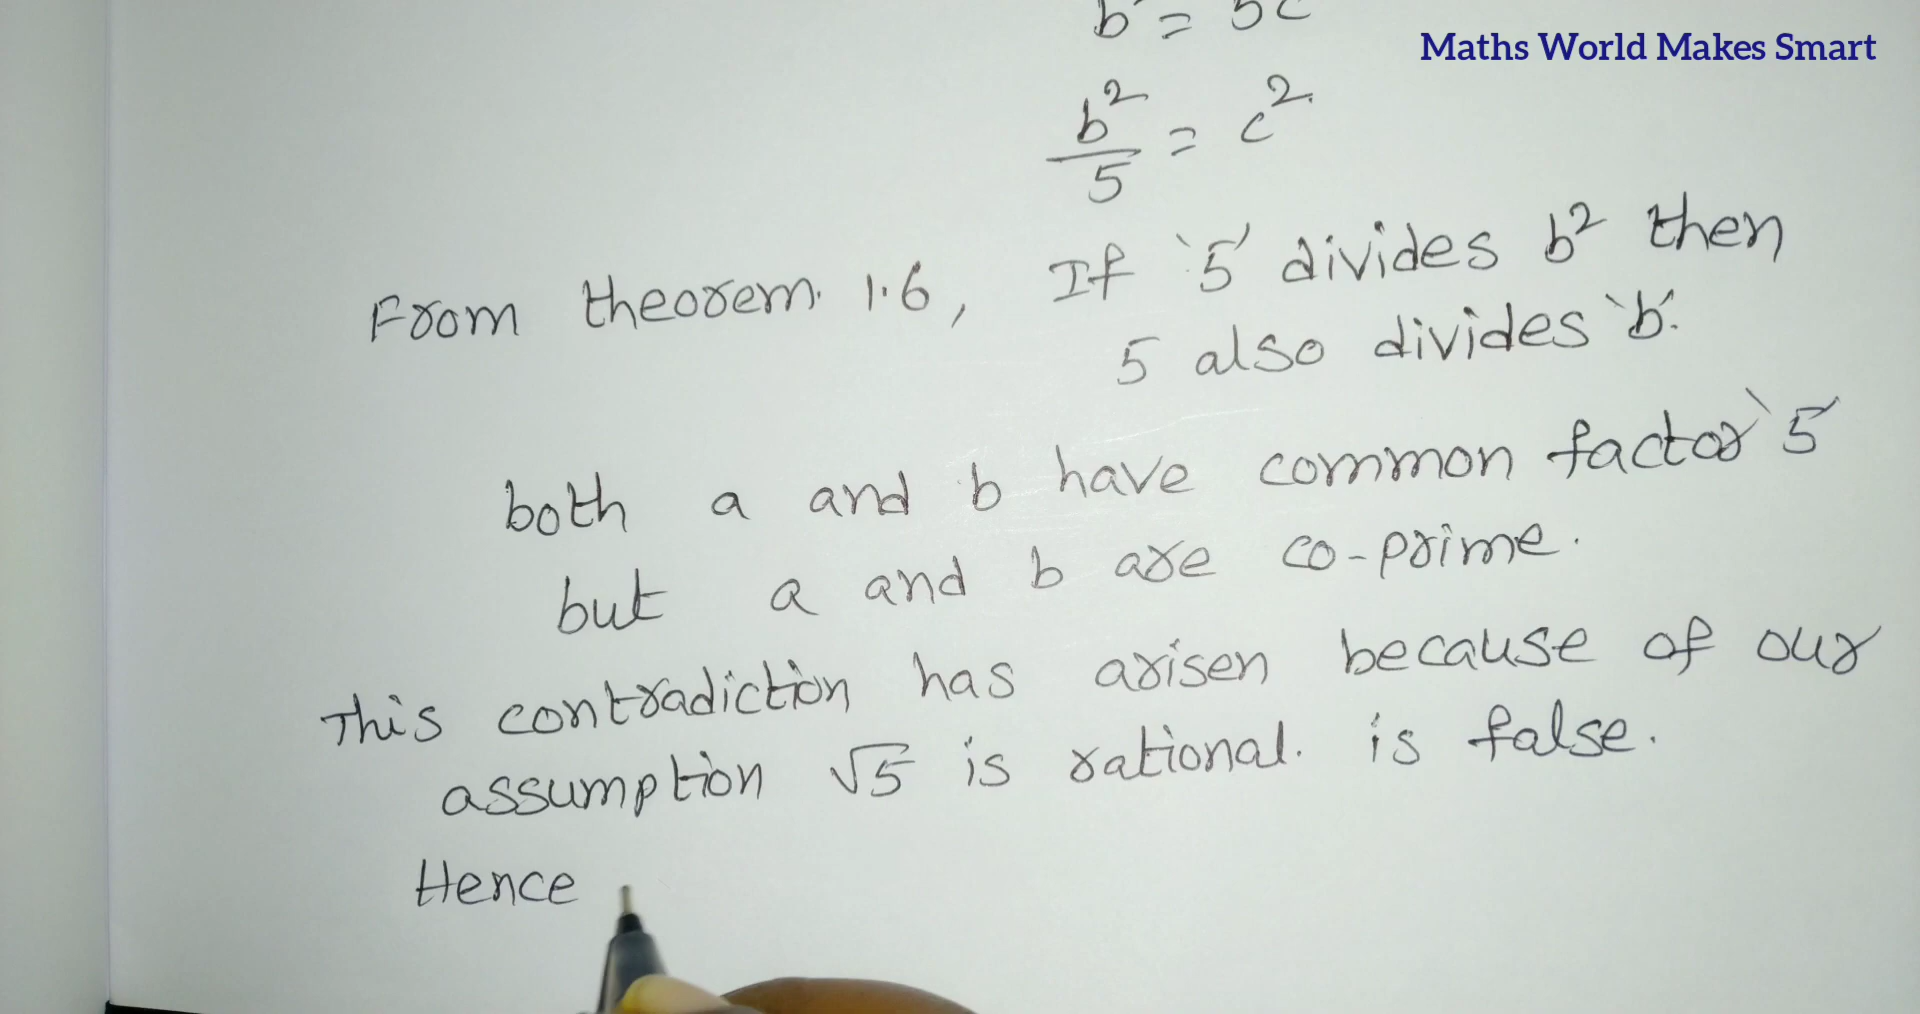 Maths World Makes Smart
b² = 5c
b²/5 = c²
From theorem 1.6, If '5' divides b² then
5 also divides 'b'.
both a and b have common factor '5'
but a and b are co-prime.
This contradiction has arisen because of our
assumption √5 is rational. is false.
Hence